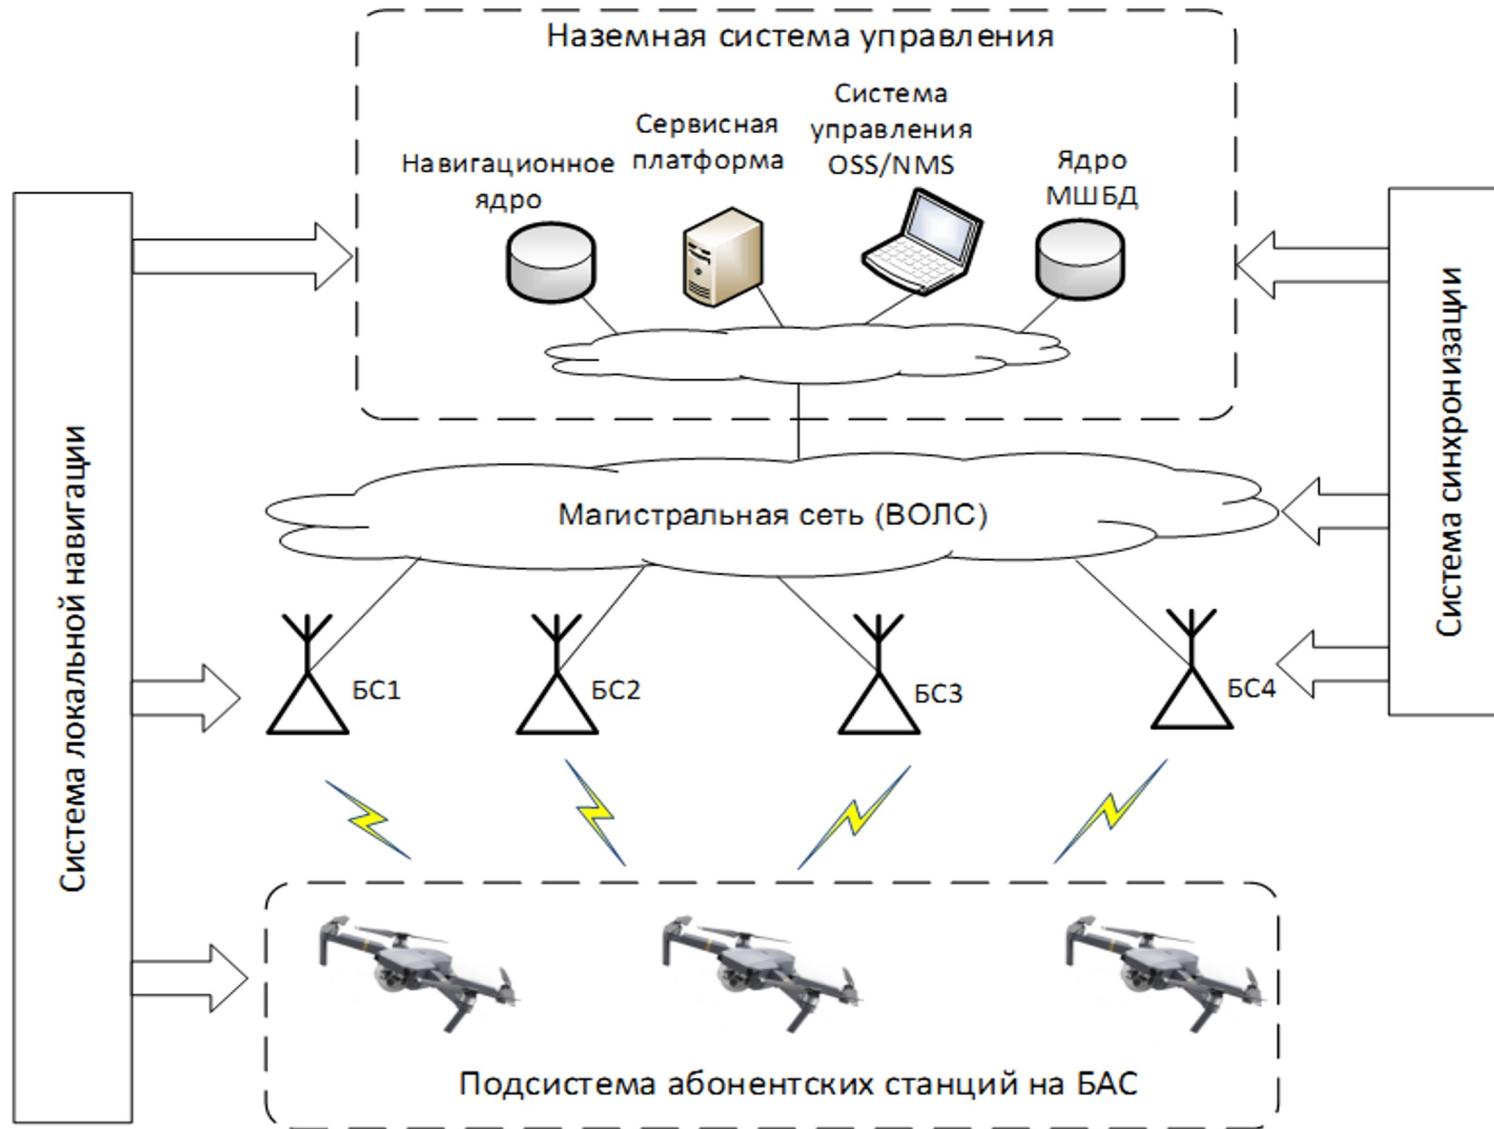 Наземная система управления
Навигационное
ядро
Сервисная
платформа
Система
управления
OSS/NMS
Ядро
МШБД
Система локальной навигации
Система синхронизации
Магистральная сеть (ВОЛС)
БС1
БС2
БС3
БС4
Подсистема абонентских станций на БАС